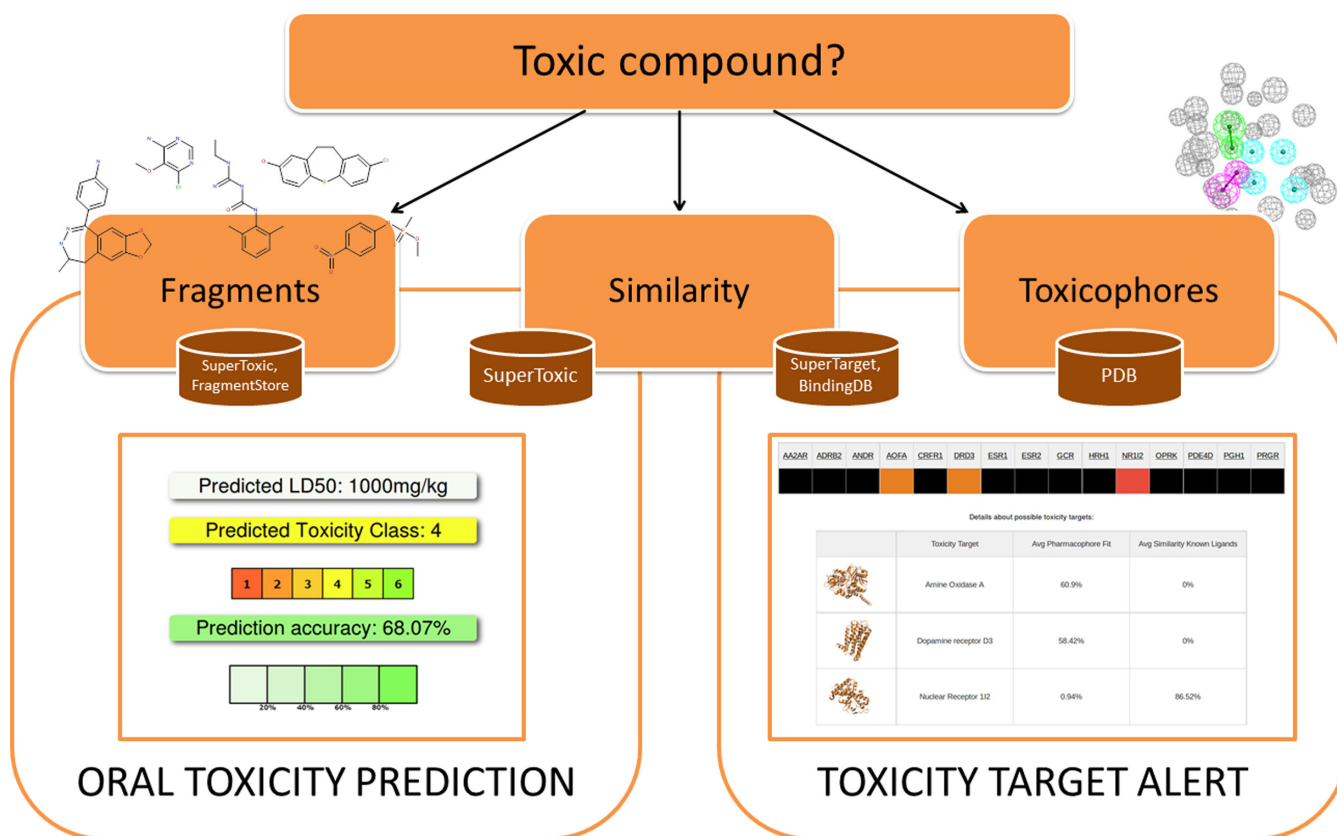 Toxic compound?
Fragments
Similarity
Toxicophores
SuperToxic,
FragmentStore
SuperToxic
SuperTarget,
BindingDB
PDB
Predicted LD50: 1000mg/kg
Predicted Toxicity Class: 4
1 2 3 4 5 6
Prediction accuracy: 68.07%
20% 40% 60% 80%
AA2AR ADRB2 ANDR AOFA CRFR1 DRD3 ESR1 ESR2 GCR HRH1 NR1I2 OPRK PDE4D PGH1 PRGR
Details about possible toxicity targets:
Toxicity Target Avg Pharmacophore Fit Avg Similarity Known Ligands
Amine Oxidase A 60.9% 0%
Dopamine receptor D3 58.42% 0%
Nuclear Receptor 1I2 0.94% 86.52%
ORAL TOXICITY PREDICTION
TOXICITY TARGET ALERT